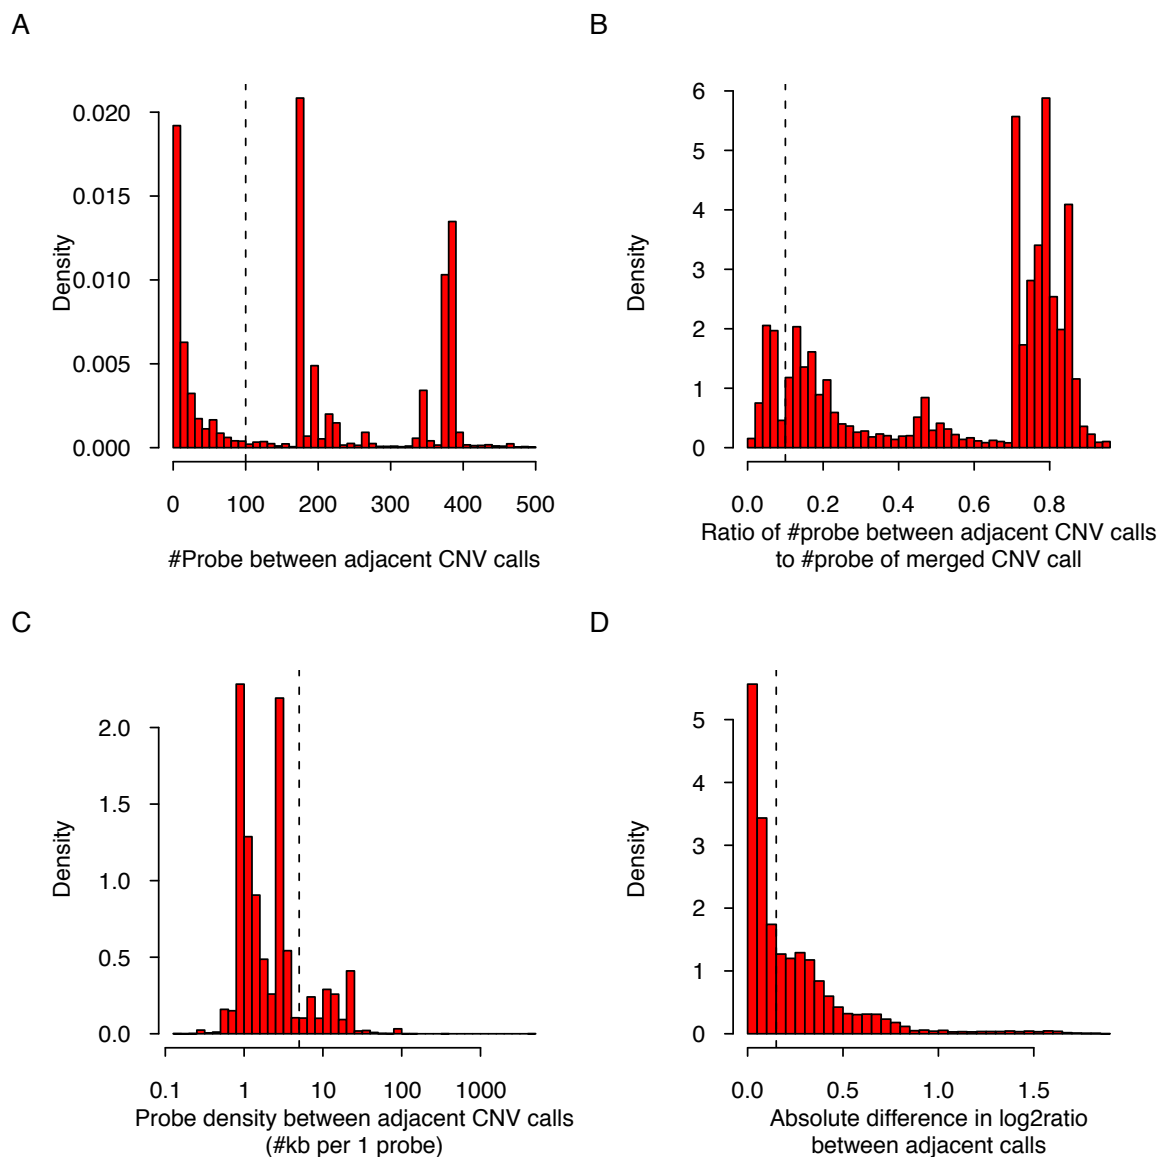 A
Density
0.020
0.015
0.010
0.005
0.000
0 100 200 300 400 500
#Probe between adjacent CNV calls
B
Density
6
5
4
3
2
1
0
0.0 0.2 0.4 0.6 0.8
Ratio of #probe between adjacent CNV calls
to #probe of merged CNV call
C
Density
2.0
1.5
1.0
0.5
0.0
0.1 1 10 100 1000
Probe density between adjacent CNV calls
(#kb per 1 probe)
D
Density
5
4
3
2
1
0
0.0 0.5 1.0 1.5
Absolute difference in log2ratio
between adjacent calls